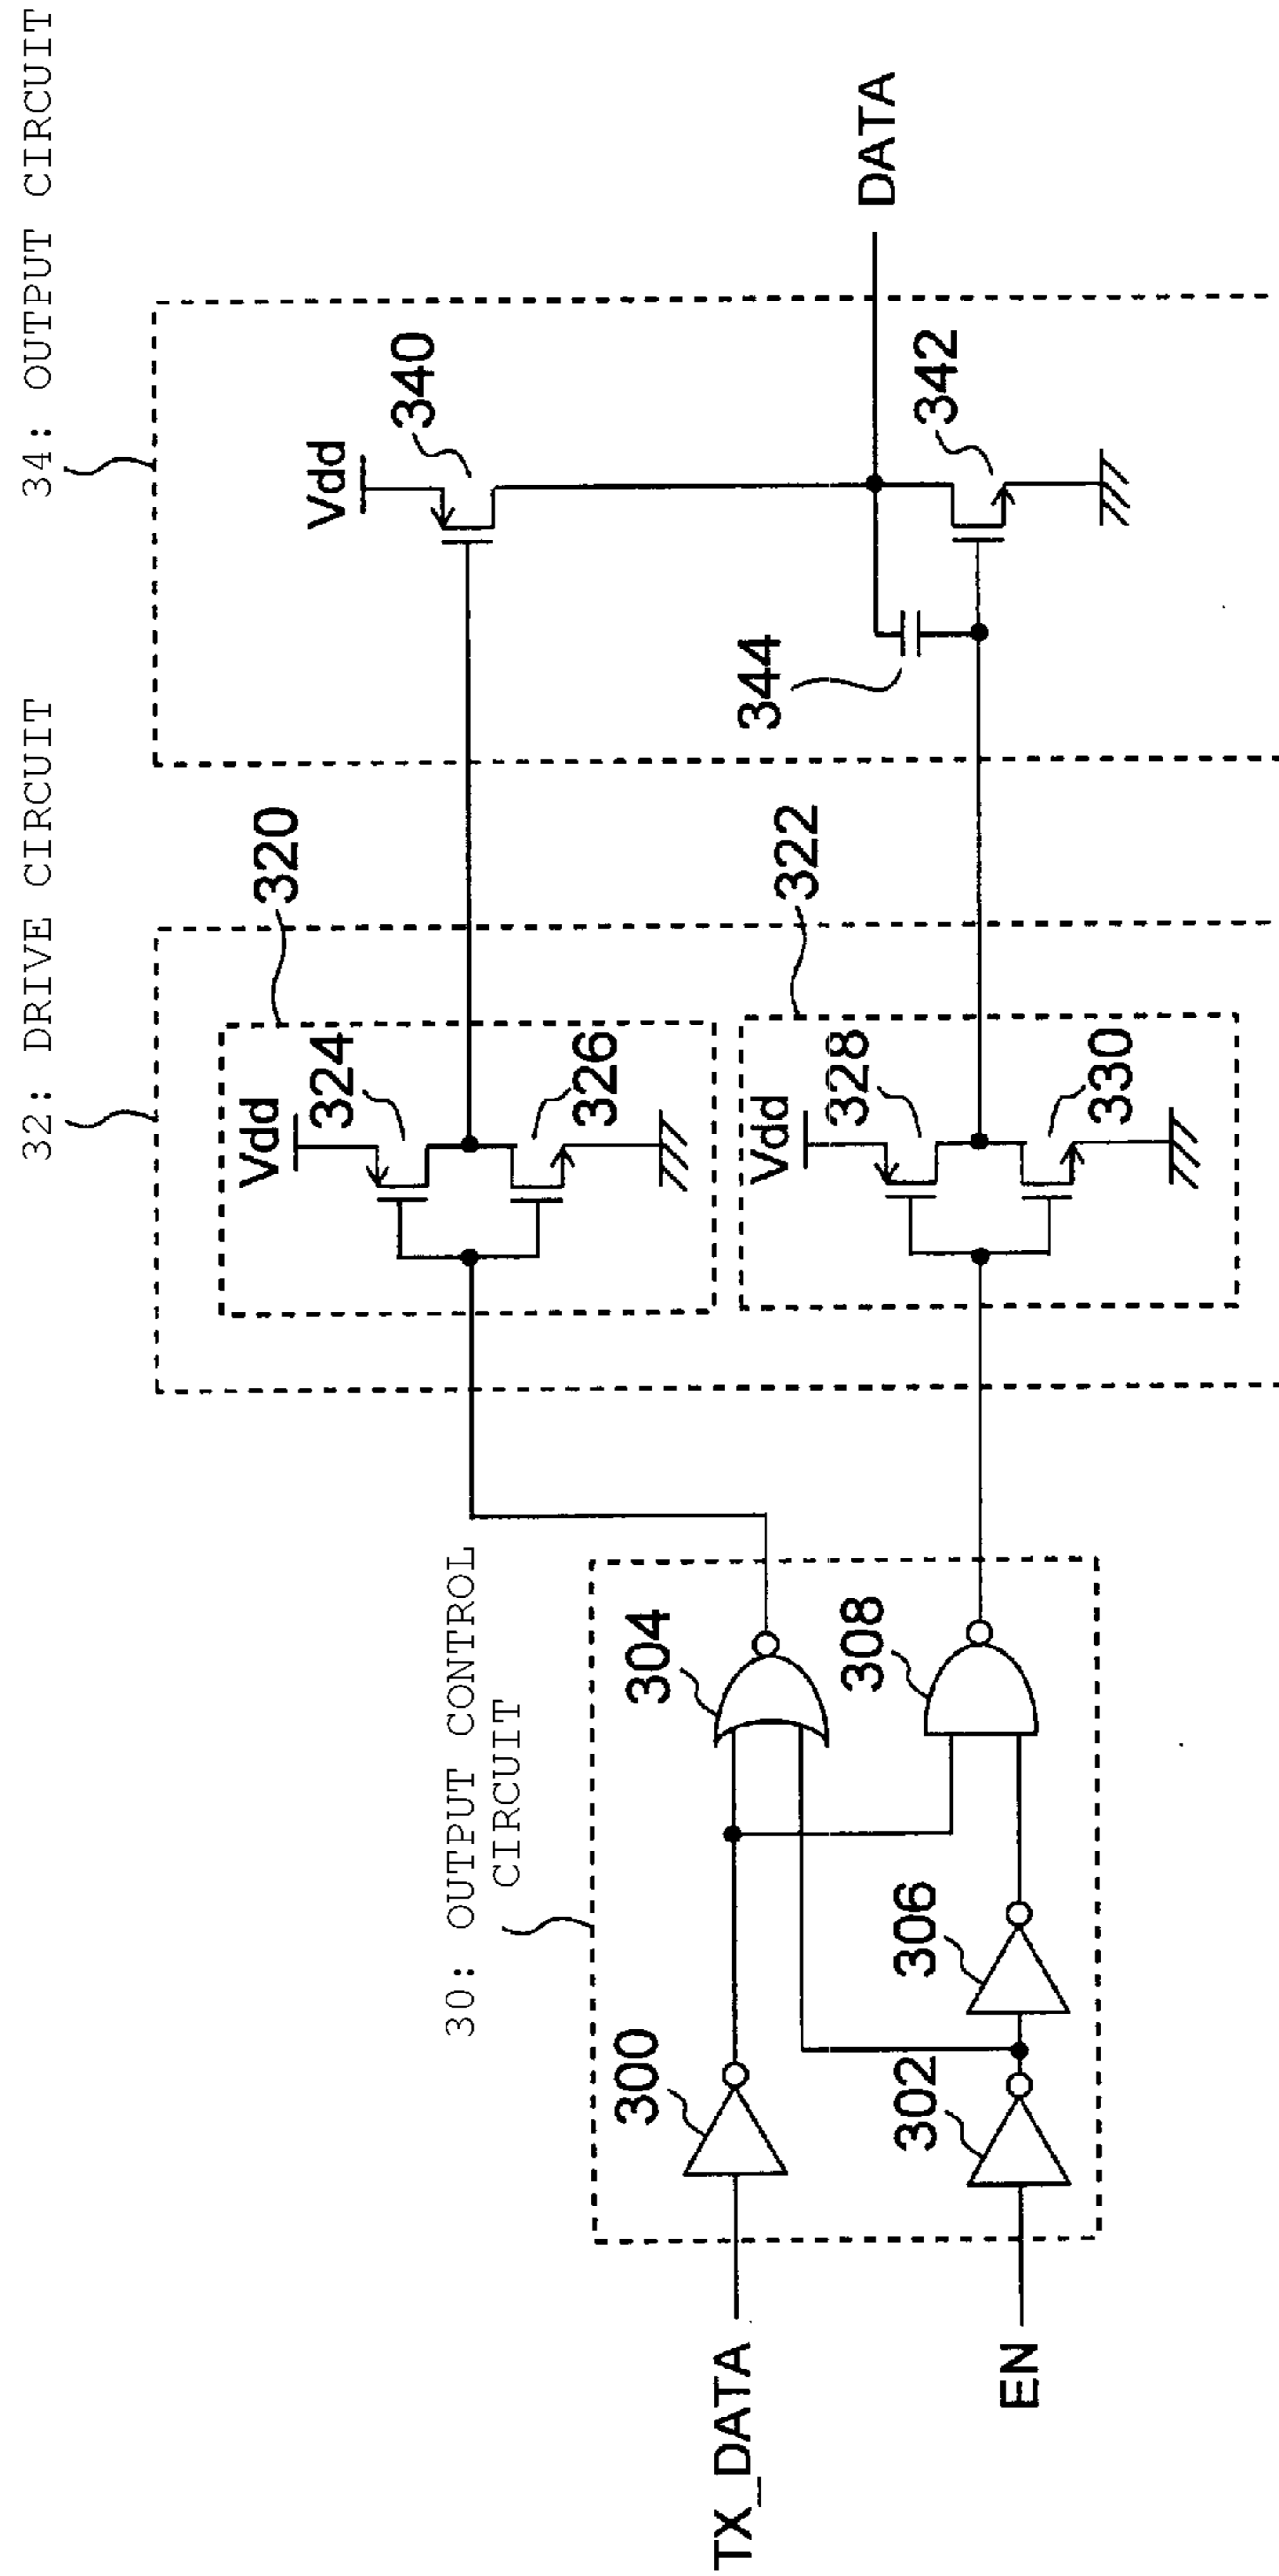 34: OUTPUT CIRCUIT
32: DRIVE CIRCUIT
30: OUTPUT CONTROL
CIRCUIT
Vdd
340
DATA
342
344
320
Vdd
324
326
322
Vdd
328
330
304
308
300
306
302
TX_DATA
EN